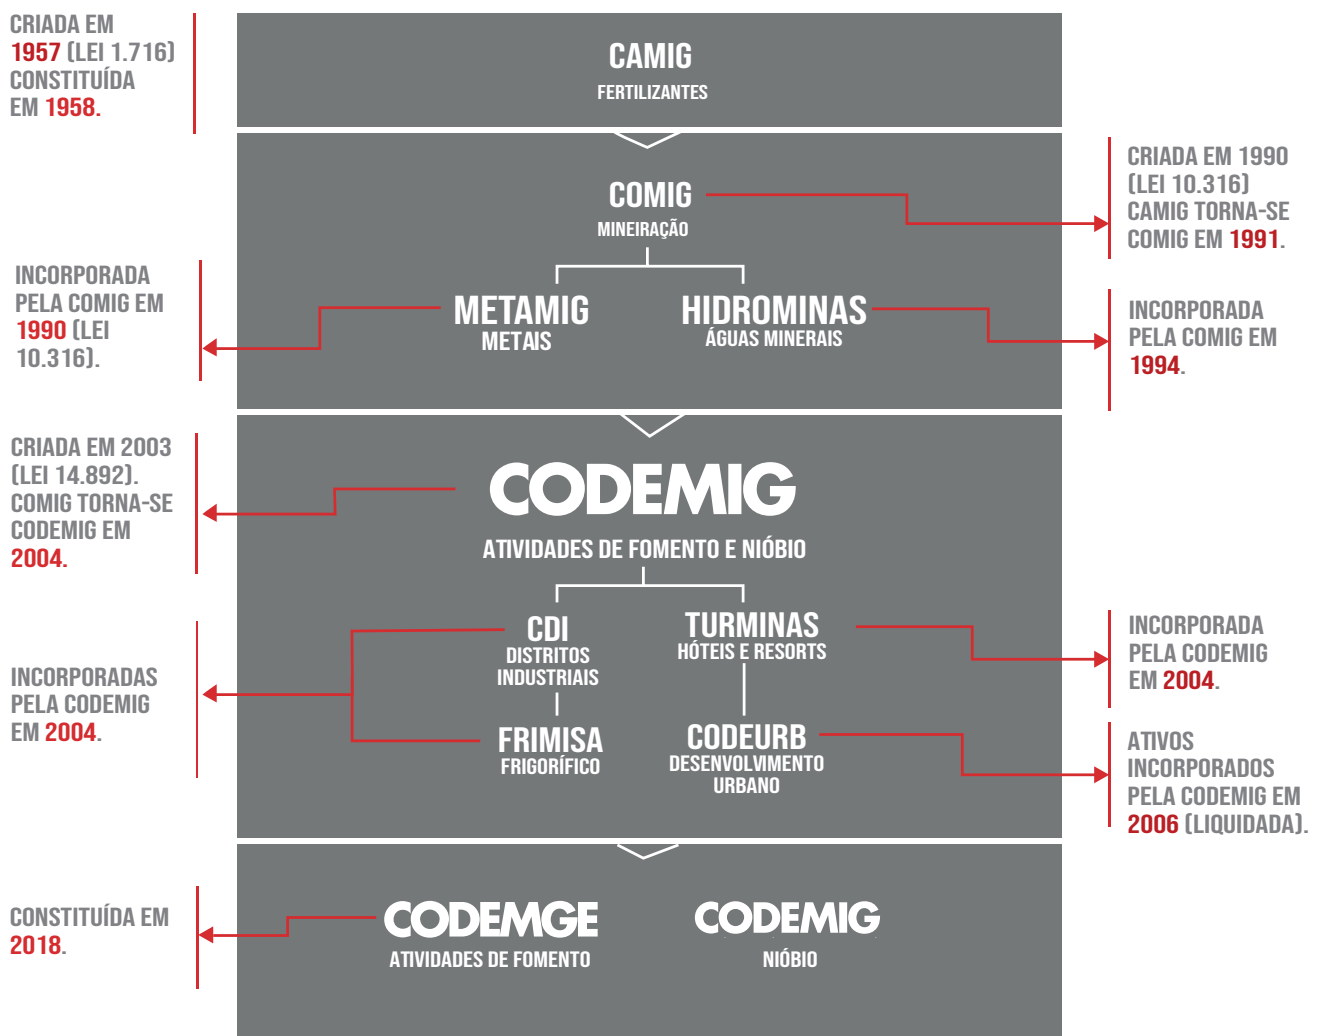 CRIADA EM
1957 (LEI 1.716)
CONSTITUÍDA
EM 1958.
CAMIG
FERTILIZANTES
COMIG
MINEIRAÇÃO
CRIADA EM 1990
(LEI 10.316)
CAMIG TORNA-SE
COMIG EM 1991.
INCORPORADA
PELA COMIG EM
1990 (LEI
10.316).
METAMIG
METAIS
HIDROMINAS
ÁGUAS MINERAIS
INCORPORADA
PELA COMIG EM
1994.
CRIADA EM 2003
(LEI 14.892).
COMIG TORNA-SE
CODEMIG EM
2004.
CODEMIG
ATIVIDADES DE FOMENTO E NIÓBIO
INCORPORADAS
PELA CODEMIG
EM 2004.
CDI
DISTRITOS
INDUSTRIAIS
FRIMISA
FRIGORÍFICO
TURMINAS
HÓTEIS E RESORTS
CODEURB
DESENVOLVIMENTO
URBANO
INCORPORADA
PELA CODEMIG
EM 2004.
ATIVOS
INCORPORADOS
PELA CODEMIG EM
2006 (LIQUIDADA).
CONSTITUÍDA EM
2018.
CODEMGE
ATIVIDADES DE FOMENTO
CODEMIG
NIÓBIO